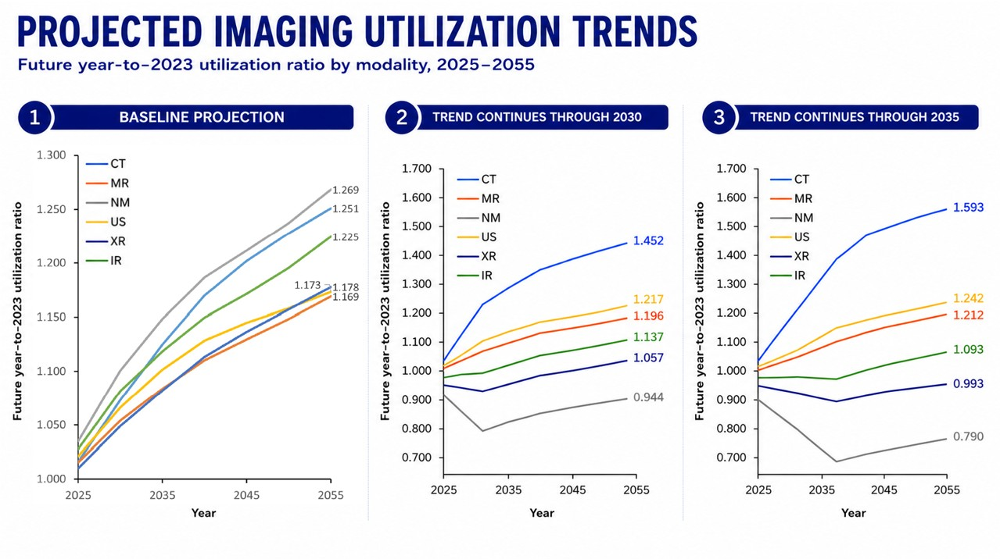 PROJECTED IMAGING UTILIZATION TRENDS
Future year-to-2023 utilization ratio by modality, 2025–2055
1 BASELINE PROJECTION
Future year-to-2023 utilization ratio
1.300
1.250
1.200
1.150
1.100
1.050
1.000
CT
MR
NM
US
XR
IR
1.269
1.251
1.225
1.173
1.178
1.169
2025 2035 2045 2055
Year
2 TREND CONTINUES THROUGH 2030
Future year-to-2023 utilization ratio
1.700
1.600
1.500
1.400
1.300
1.200
1.100
1.000
0.900
0.800
0.700
CT
MR
NM
US
XR
IR
1.452
1.217
1.196
1.137
1.057
0.944
2025 2035 2045 2055
Year
3 TREND CONTINUES THROUGH 2035
Future year-to-2023 utilization ratio
1.700
1.600
1.500
1.400
1.300
1.200
1.100
1.000
0.900
0.800
0.700
CT
MR
NM
US
XR
IR
1.593
1.242
1.212
1.093
0.993
0.790
2025 2035 2045 2055
Year